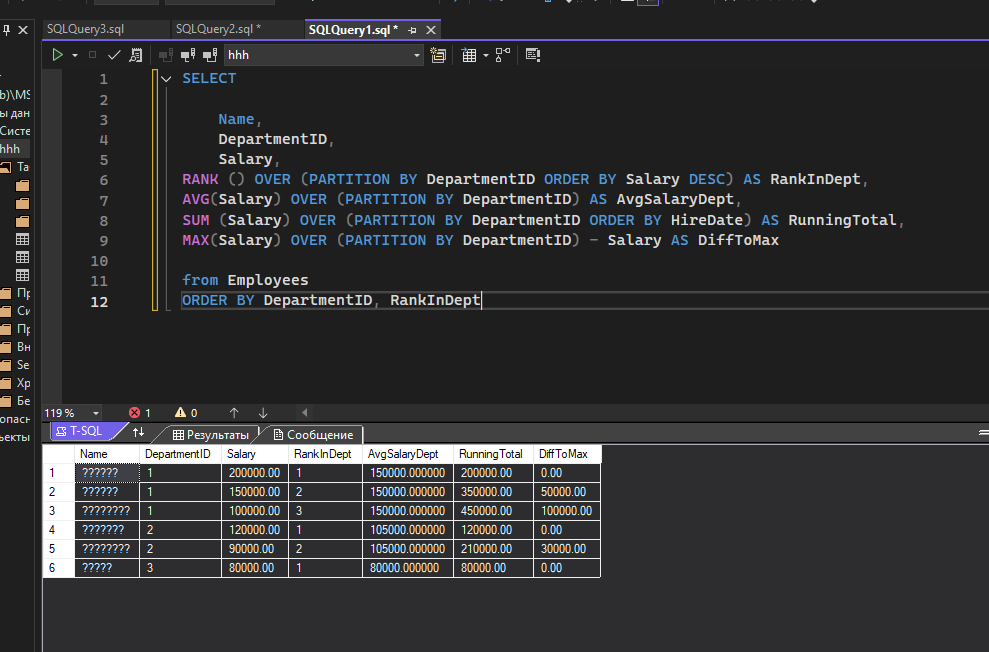 SQLQuery3.sql SQLQuery2.sql * SQLQuery1.sql *
hhh
b)\MS
ы дан
Систе
hhh
Та
Пр
Си
Пр
Вн
Se
Хр
Бе
опасн
ъекты
1 SELECT
2
3 Name,
4 DepartmentID,
5 Salary,
6 RANK () OVER (PARTITION BY DepartmentID ORDER BY Salary DESC) AS RankInDept,
7 AVG(Salary) OVER (PARTITION BY DepartmentID) AS AvgSalaryDept,
8 SUM (Salary) OVER (PARTITION BY DepartmentID ORDER BY HireDate) AS RunningTotal,
9 MAX(Salary) OVER (PARTITION BY DepartmentID) - Salary AS DiffToMax
10
11 from Employees
12 ORDER BY DepartmentID, RankInDept
119 % 1 0
T-SQL Результаты Сообщение
Name DepartmentID Salary RankInDept AvgSalaryDept RunningTotal DiffToMax
1 ?????? 1 200000.00 1 150000.000000 200000.00 0.00
2 ?????? 1 150000.00 2 150000.000000 350000.00 50000.00
3 ???????? 1 100000.00 3 150000.000000 450000.00 100000.00
4 ??????? 2 120000.00 1 105000.000000 120000.00 0.00
5 ???????? 2 90000.00 2 105000.000000 210000.00 30000.00
6 ????? 3 80000.00 1 80000.000000 80000.00 0.00